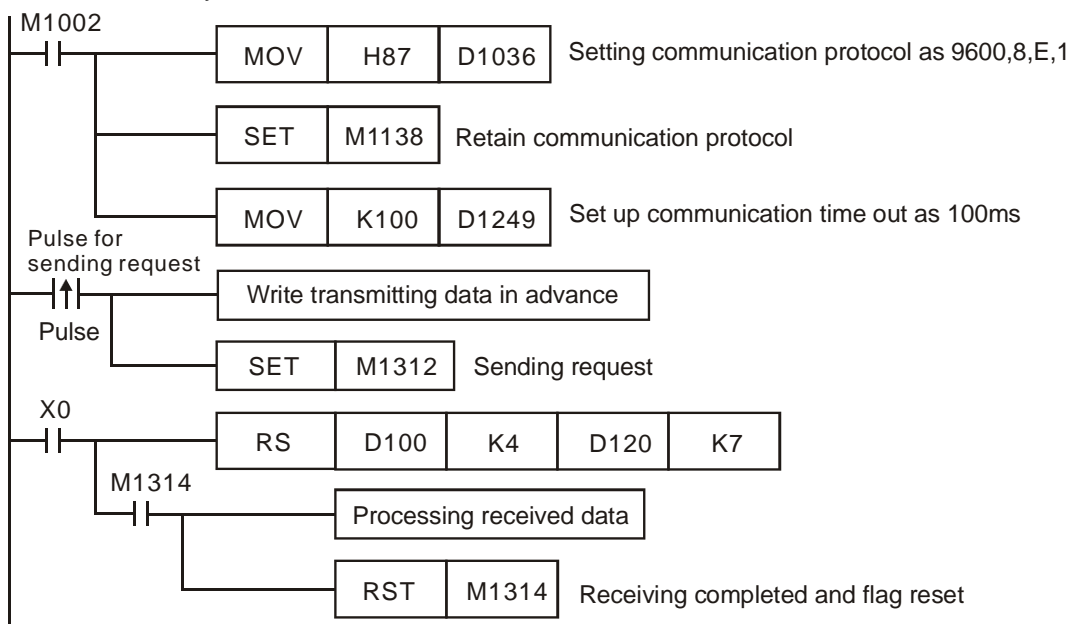 M1002
MOV H87 D1036 Setting communication protocol as 9600,8,E,1
SET M1138 Retain communication protocol
MOV K100 D1249 Set up communication time out as 100ms
Pulse for
sending request
Write transmitting data in advance
Pulse
SET M1312 Sending request
X0
RS D100 K4 D120 K7
M1314
Processing received data
RST M1314 Receiving completed and flag reset